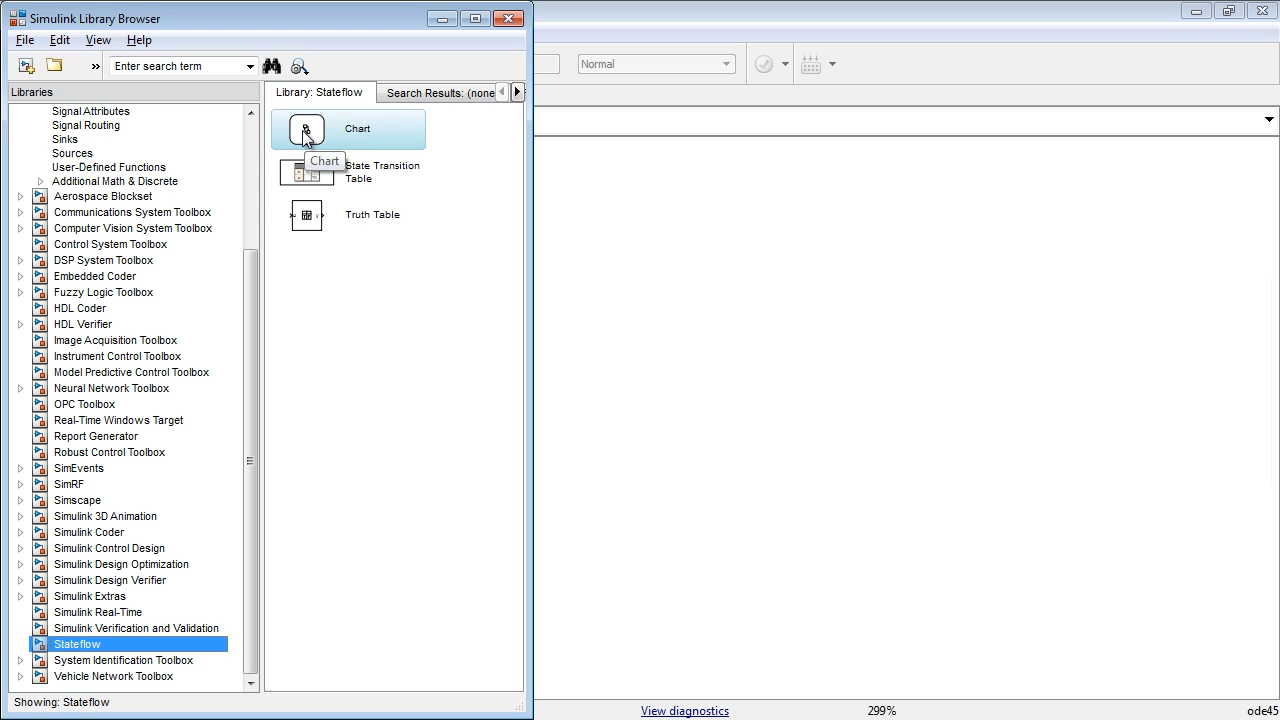 Simulink Library Browser
File Edit View Help
» Enter search term
Normal
Libraries
Library: Stateflow
Search Results: (none
Signal Attributes
Signal Routing
Sinks
Sources
User-Defined Functions
Additional Math & Discrete
Aerospace Blockset
Communications System Toolbox
Computer Vision System Toolbox
Control System Toolbox
DSP System Toolbox
Embedded Coder
Fuzzy Logic Toolbox
HDL Coder
HDL Verifier
Image Acquisition Toolbox
Instrument Control Toolbox
Model Predictive Control Toolbox
Neural Network Toolbox
OPC Toolbox
Real-Time Windows Target
Report Generator
Robust Control Toolbox
SimEvents
SimRF
Simscape
Simulink 3D Animation
Simulink Coder
Simulink Control Design
Simulink Design Optimization
Simulink Design Verifier
Simulink Extras
Simulink Real-Time
Simulink Verification and Validation
Stateflow
System Identification Toolbox
Vehicle Network Toolbox
Chart
Chart
State Transition
Table
Truth Table
Showing: Stateflow
View diagnostics
299%
ode45